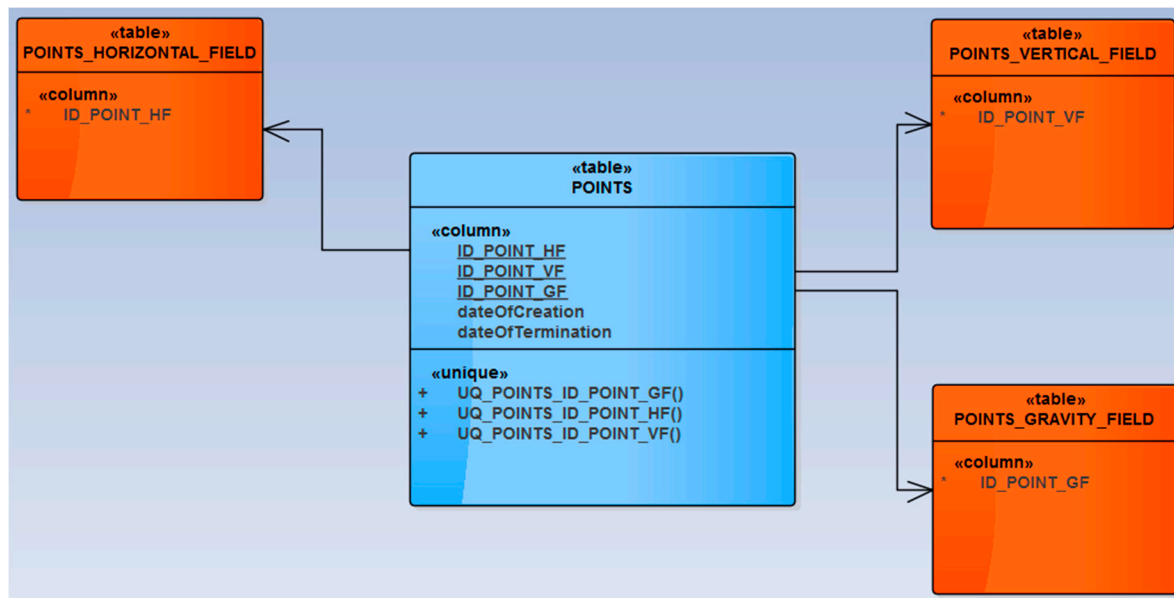 «table»
POINTS_HORIZONTAL_FIELD
«column»
* ID_POINT_HF
«table»
POINTS
«column»
ID_POINT_HF
ID_POINT_VF
ID_POINT_GF
dateOfCreation
dateOfTermination
«unique»
+ UQ_POINTS_ID_POINT_GF()
+ UQ_POINTS_ID_POINT_HF()
+ UQ_POINTS_ID_POINT_VF()
«table»
POINTS_VERTICAL_FIELD
«column»
* ID_POINT_VF
«table»
POINTS_GRAVITY_FIELD
«column»
* ID_POINT_GF